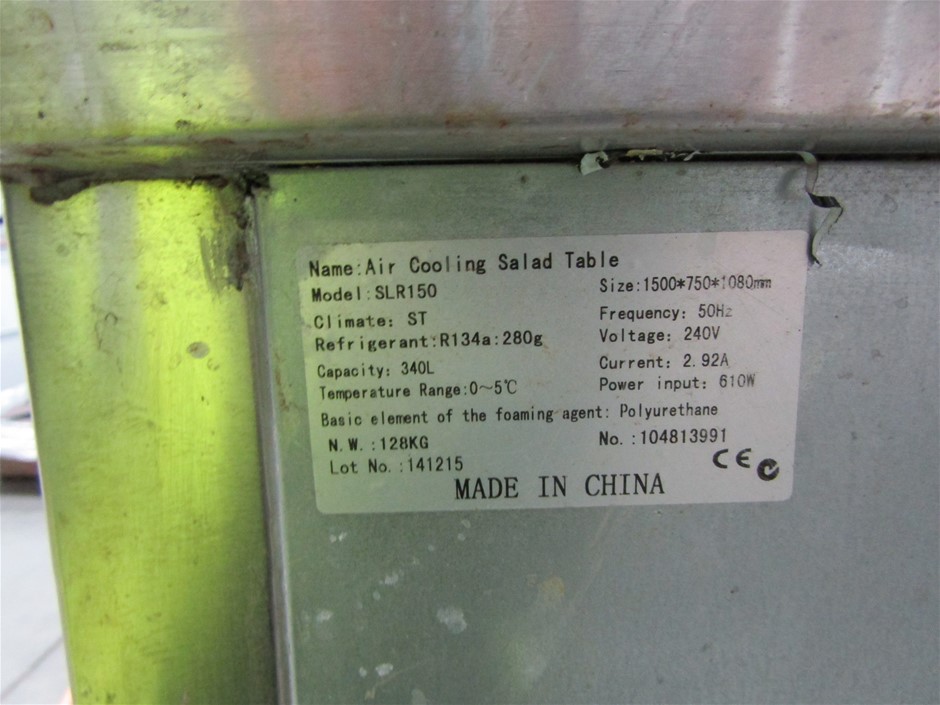 Name:Air Cooling Salad Table
Model:SLR150
Size:1500*750*1080mm
Climate: ST
Frequency: 50Hz
Refrigerant:R134a:280g
Voltage: 240V
Capacity: 340L
Current: 2.92A
Temperature Range:0~5℃
Power input: 610W
Basic element of the foaming agent: Polyurethane
N.W.:128KG
No.:104813991
Lot No.:141215
CE
MADE IN CHINA